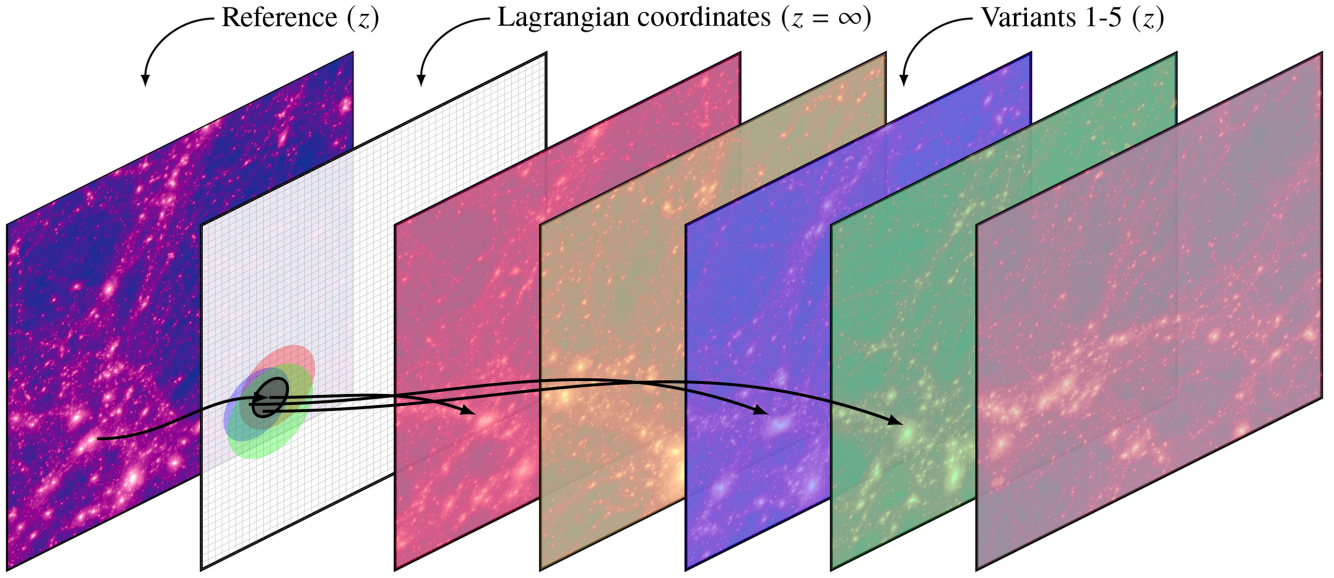 Reference (z)
Lagrangian coordinates (z = ∞)
Variants 1-5 (z)